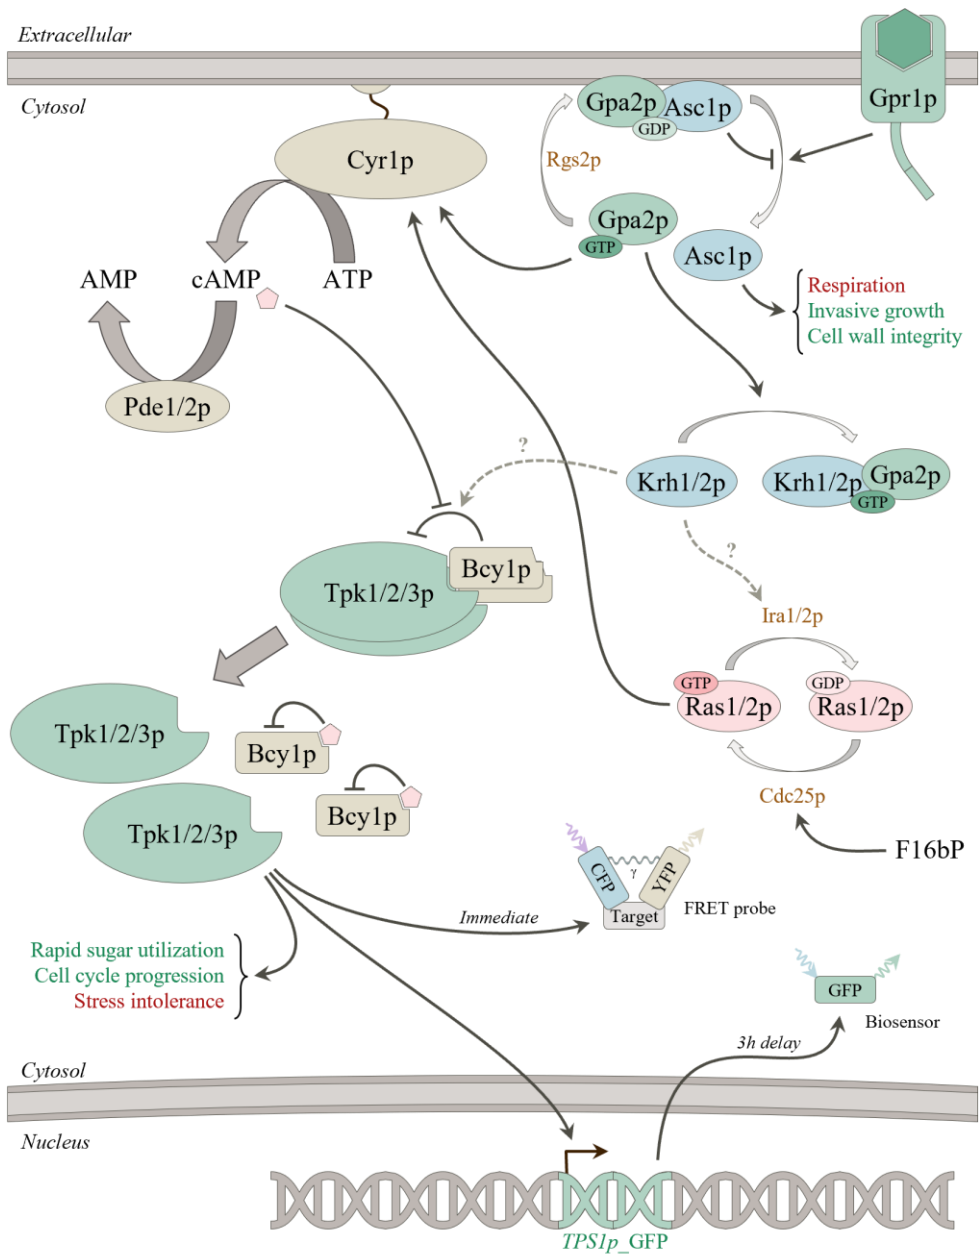 Extracellular
Cytosol
Gpr1p
Gpa2p
Asc1p
GDP
Cyr1p
Rgs2p
Gpa2p
GTP
Asc1p
AMP
cAMP
ATP
Respiration
Invasive growth
Cell wall integrity
Pde1/2p
?
Krh1/2p
Krh1/2p
Gpa2p
GTP
?
Bcy1p
Tpk1/2/3p
Ira1/2p
GTP
Ras1/2p
GDP
Ras1/2p
Tpk1/2/3p
Bcy1p
Bcy1p
Tpk1/2/3p
Cdc25p
F16bP
CFP
γ
YFP
Target
FRET probe
Immediate
Rapid sugar utilization
Cell cycle progression
Stress intolerance
GFP
Biosensor
3h delay
Cytosol
Nucleus
TPS1p_GFP